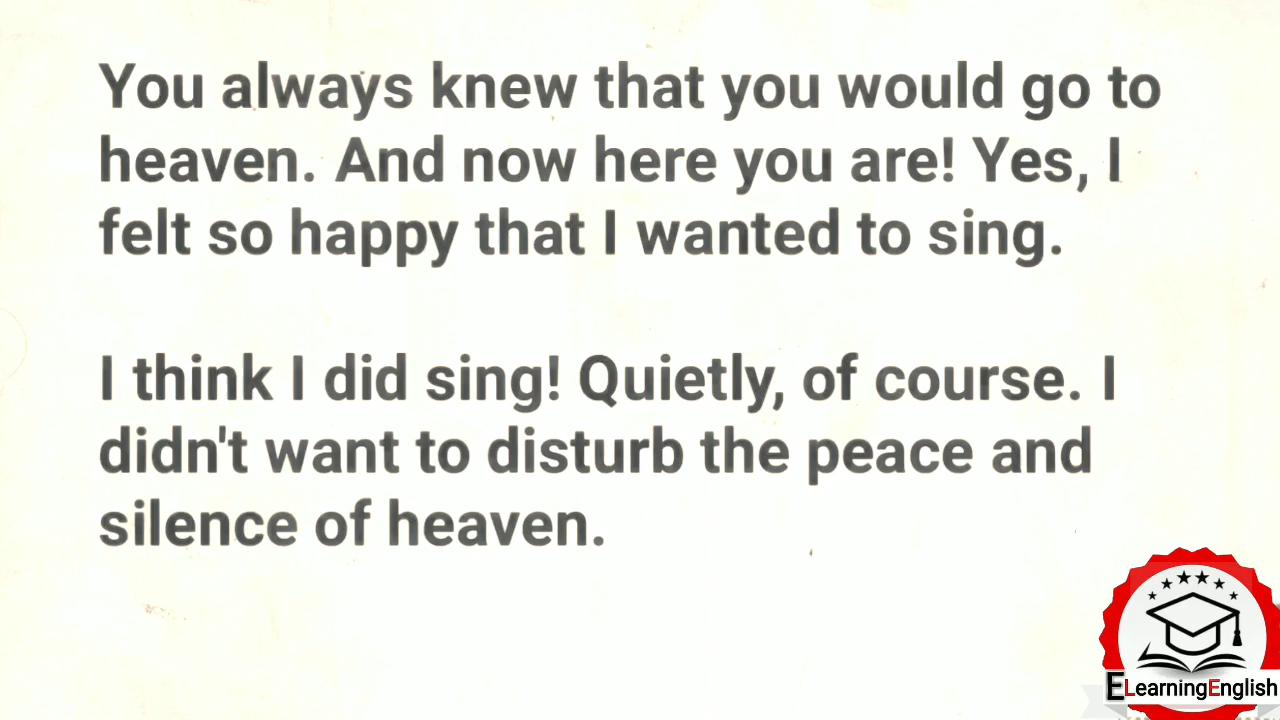 You always knew that you would go to
heaven. And now here you are! Yes, I
felt so happy that I wanted to sing.
I think I did sing! Quietly, of course. I
didn't want to disturb the peace and
silence of heaven.
ELearningEnglish